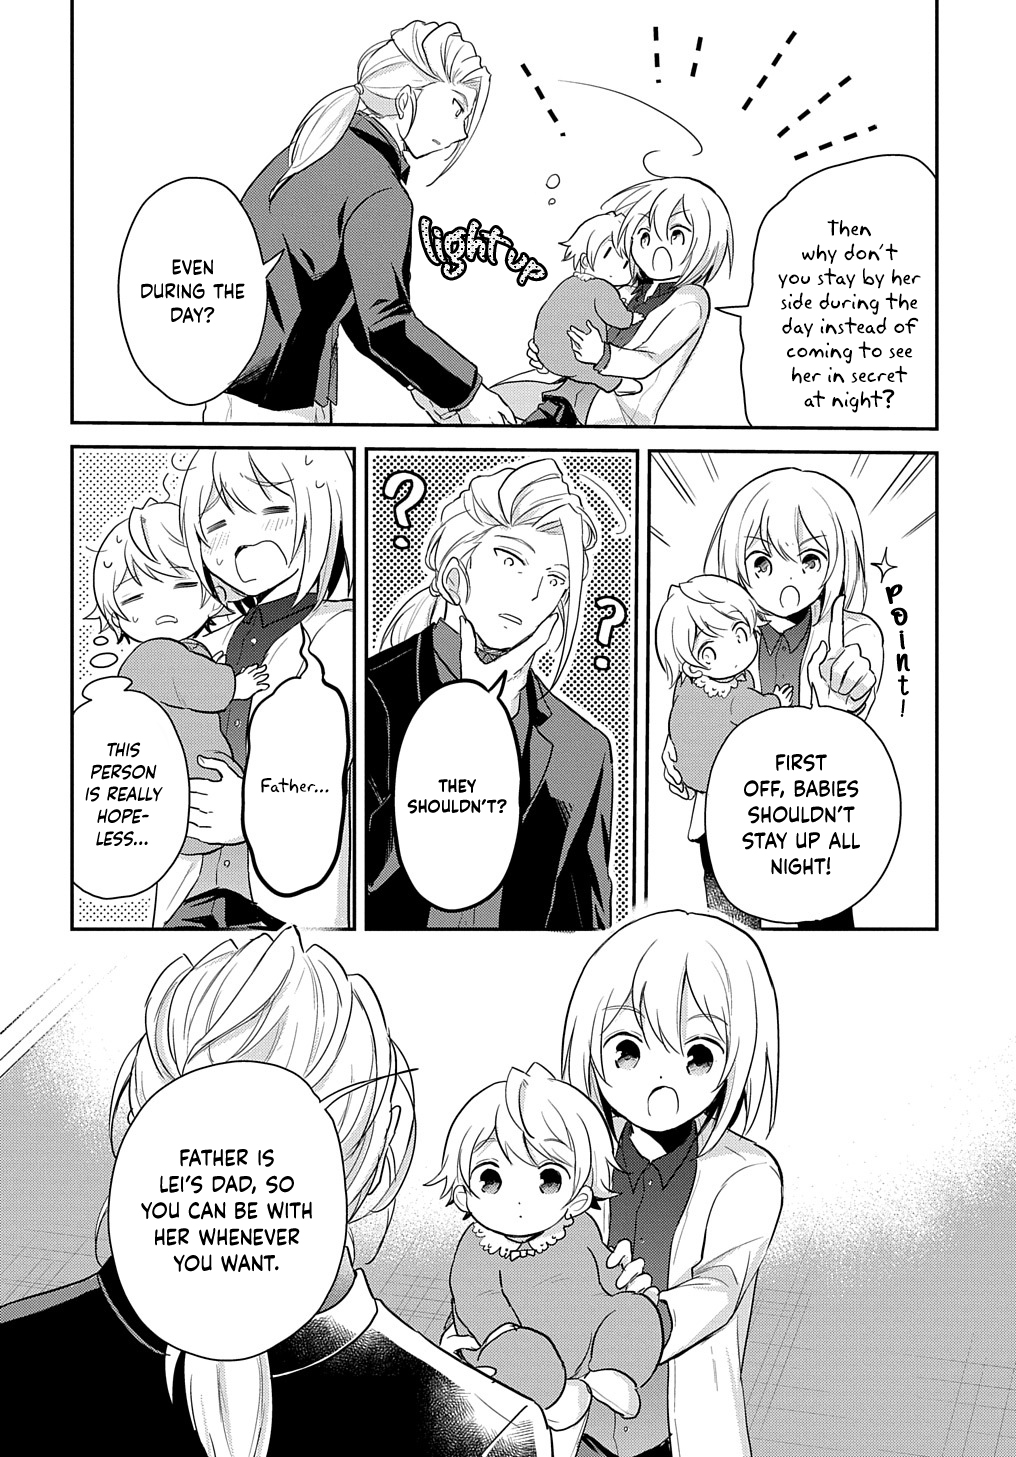 Then
why don't
you stay by her
side during the
day instead of
coming to see
her in secret
at night?
light up
EVEN
DURING THE
DAY?
point!
FIRST
OFF, BABIES
SHOULDN'T
STAY UP ALL
NIGHT!
?
?
THEY
SHOULDN'T?
Father...
THIS
PERSON
IS REALLY
HOPE-
LESS...
FATHER IS
LEI'S DAD, SO
YOU CAN BE WITH
HER WHENEVER
YOU WANT.